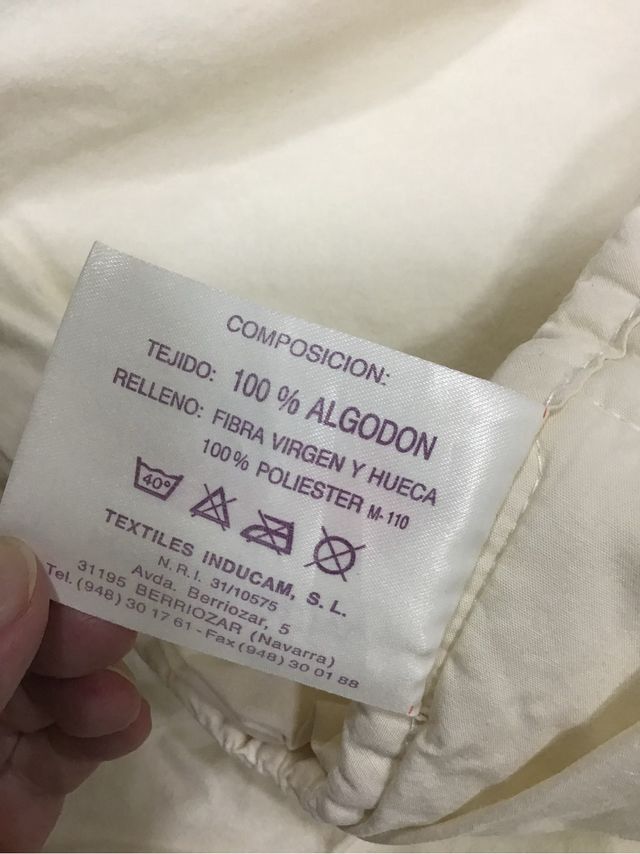 COMPOSICION:
TEJIDO: 100 % ALGODON
RELLENO: FIBRA VIRGEN Y HUECA
100% POLIESTER M-110
40°
TEXTILES INDUCAM, S. L.
N. R. I. 31/10575
Avda. Berriozar, 5
31195 BERRIOZAR (Navarra)
Tel. (948) 30 17 61 - Fax (948) 30 01 88